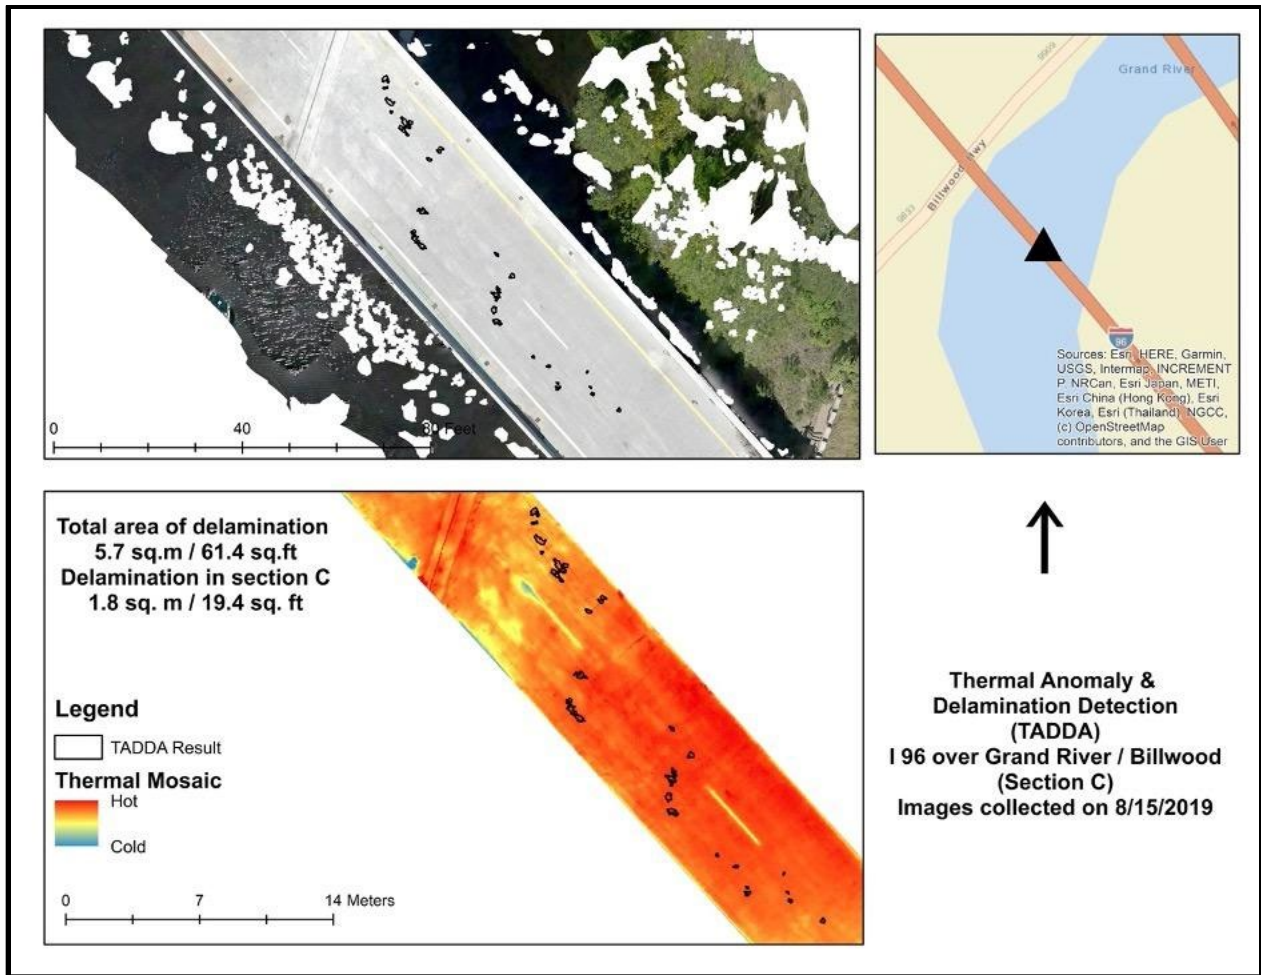 0 40 80 Feet
9909
Grand River
Billwood Hwy
9833
96
Sources: Esri, HERE, Garmin,
USGS, Intermap, INCREMENT
P, NRCan, Esri Japan, METI,
Esri China (Hong Kong), Esri
Korea, Esri (Thailand), NGCC,
(c) OpenStreetMap
contributors, and the GIS User
Total area of delamination
5.7 sq.m / 61.4 sq.ft
Delamination in section C
1.8 sq. m / 19.4 sq. ft
Legend
TADDA Result
Thermal Mosaic
Hot
Cold
0 7 14 Meters
Thermal Anomaly &
Delamination Detection
(TADDA)
I 96 over Grand River / Billwood
(Section C)
Images collected on 8/15/2019